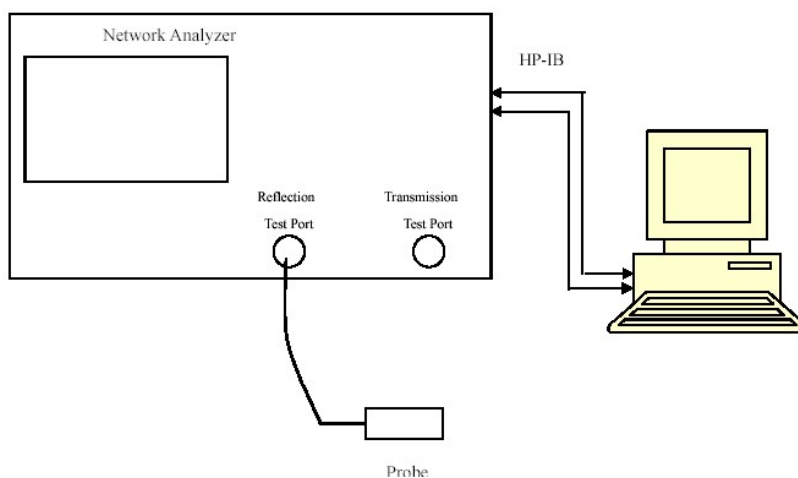 Network Analyzer
HP-IB
Reflection
Test Port
Transmission
Test Port
Probe